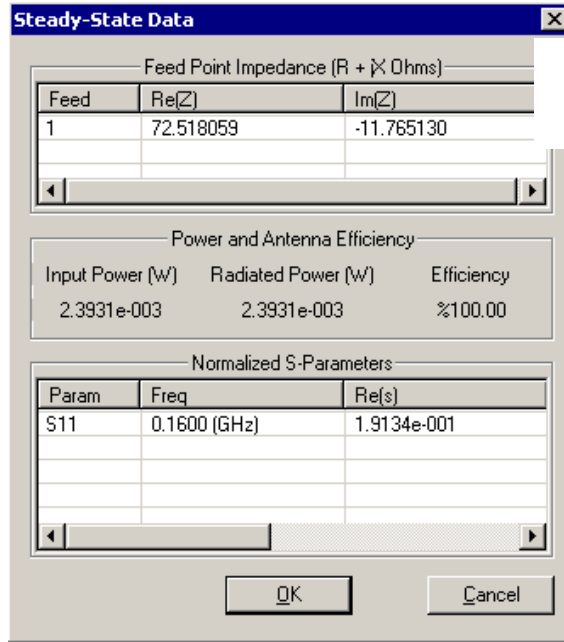 Steady-State Data
Feed Point Impedance (R + jX Ohms)
Feed Re(Z) Im(Z)
1 72.518059 -11.765130
Power and Antenna Efficiency
Input Power (W) Radiated Power (W) Efficiency
2.3931e-003 2.3931e-003 %100.00
Normalized S-Parameters
Param Freq Re(s)
S11 0.1600 (GHz) 1.9134e-001
OK Cancel